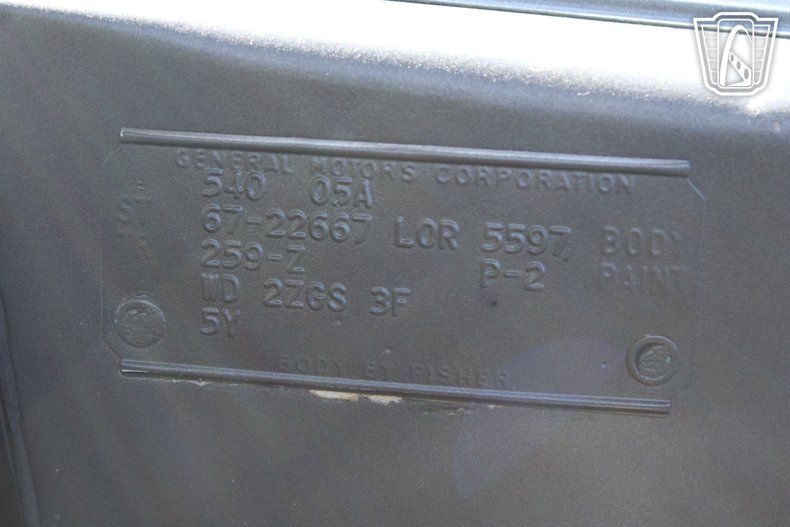 GENERAL MOTORS CORPORATION
540 05A
ST 67-22667 LOR 5597 BODY
259-Z P-2 PAINT
WD 2ZGS 3F
5Y
BODY BY FISHER